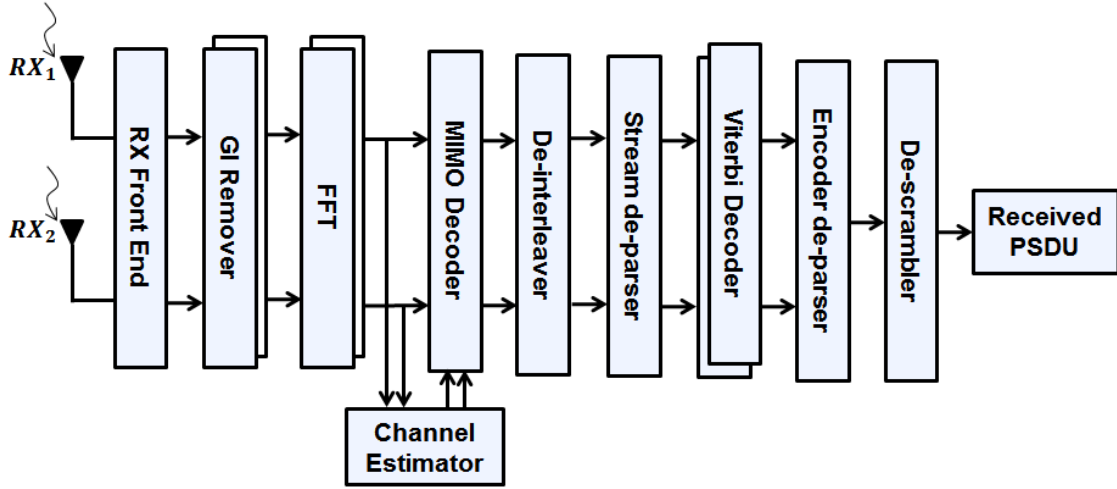 RX₁
RX₂
RX Front End
GI Remover
FFT
MIMO Decoder
De-interleaver
Stream de-parser
Viterbi Decoder
Encoder de-parser
De-scrambler
Received
PSDU
Channel
Estimator